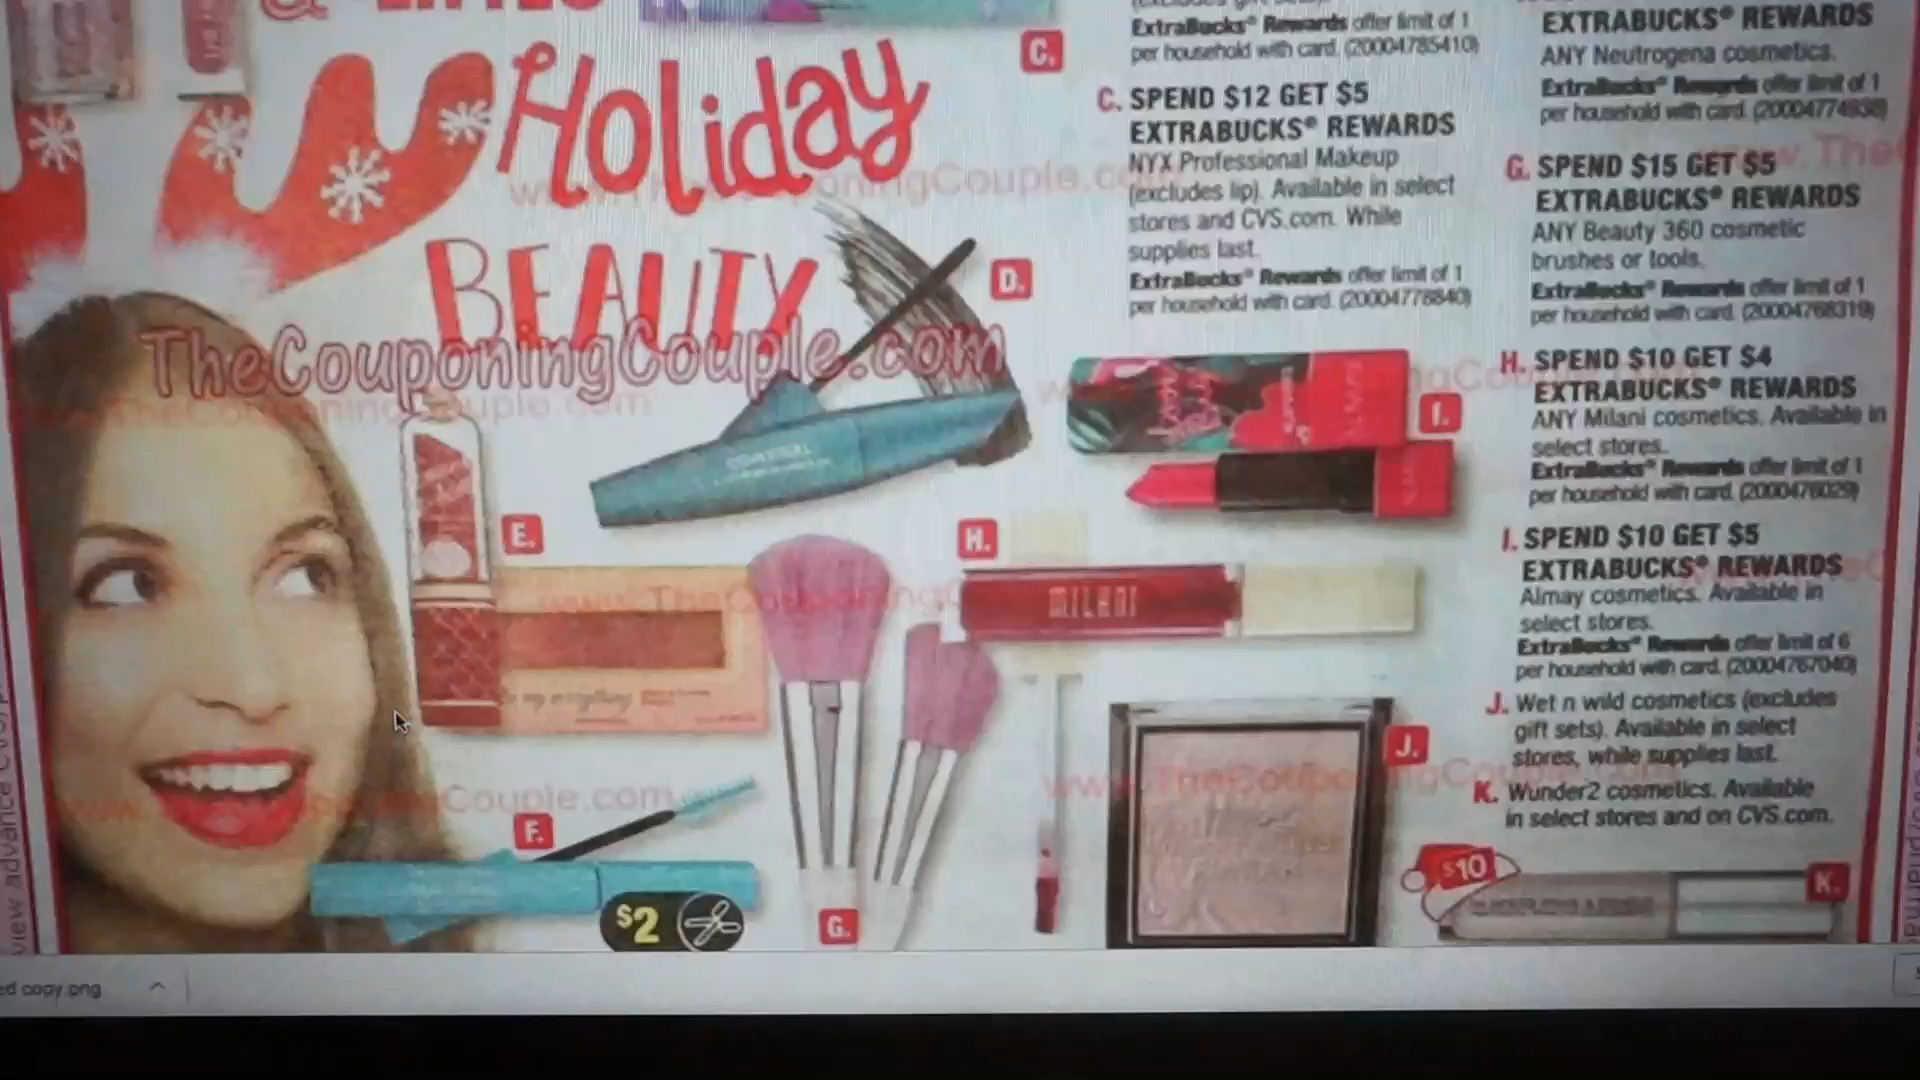 Holiday
BEAUTY
TheCouponingCouple.com
C.
D.
E.
F.
$2
G.
H.
MILANI
I.
J.
$10
K.
ExtraBucks® Rewards offer limit of 1
per household with card. (20004785410)
C. SPEND $12 GET $5
EXTRABUCKS® REWARDS
NYX Professional Makeup
(excludes lip). Available in select
stores and CVS.com. While
supplies last.
ExtraBucks® Rewards offer limit of 1
per household with card. (20004778840)
EXTRABUCKS® REWARDS
ANY Neutrogena cosmetics.
ExtraBucks® Rewards offer limit of 1
per household with card.
G. SPEND $15 GET $5
EXTRABUCKS® REWARDS
ANY Beauty 360 cosmetic
brushes or tools.
ExtraBucks® Rewards offer limit of 1
per household with card. (20004768319)
H. SPEND $10 GET $4
EXTRABUCKS® REWARDS
ANY Milani cosmetics. Available in
select stores.
ExtraBucks® Rewards offer limit of 1
per household with card.
I. SPEND $10 GET $5
EXTRABUCKS® REWARDS
Almay cosmetics. Available in
select stores.
ExtraBucks® Rewards offer limit of 6
per household with card. (20004767040)
J. Wet n wild cosmetics (excludes
gift sets). Available in select
stores, while supplies last.
K. Wunder2 cosmetics. Available
in select stores and on CVS.com.
ed copy.png